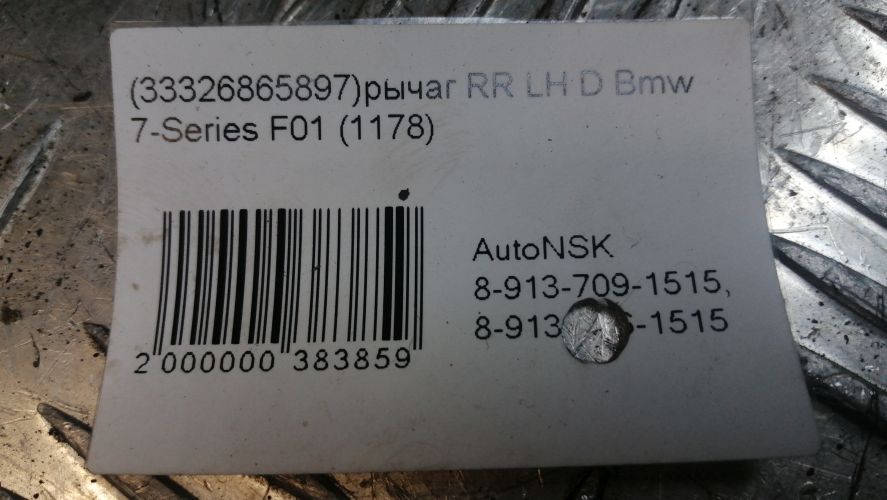 (33326865897)рычаг RR LH D Bmw
7-Series F01 (1178)
AutoNSK
8-913-709-1515,
2 000000 383859